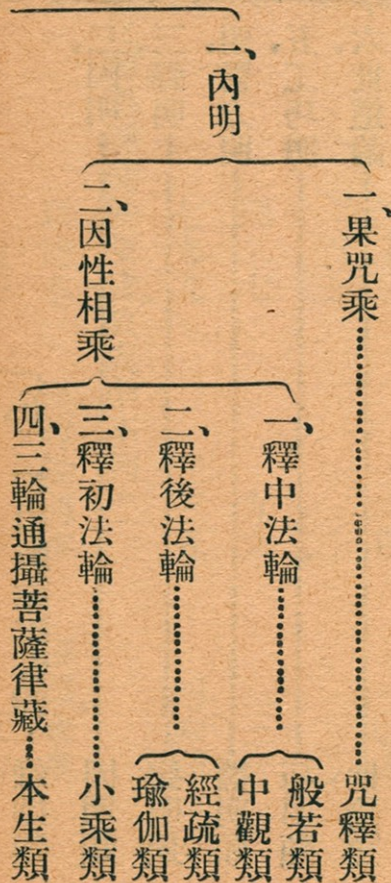 一、內明
一、果咒乘………咒釋類
二、因性相乘
一、釋中法輪………
般若類
中觀類
二、釋後法輪………
經疏類
瑜伽類
三、釋初法輪………小乘類
四、三輪通攝菩薩律藏…本生類